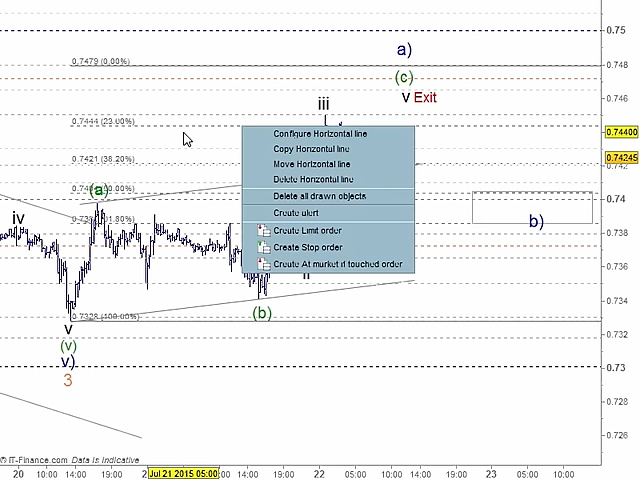 0.75
a)
0.7479 (0.00%)
0.748
(c)
v Exit
0.746
iii
0.7444 (23.00%)
0.74400
Configure Horizontal line
Copy Horizontal line
0.7421 (38.20%)
Move Horizontal line
0.74245
Delete Horizontal line
(a)
Delete all drawn objects
0.74
iv
Create alert
b)
Create Limit order
0.738
Create Stop order
Create At market if touched order
0.736
ii
0.734
(b)
0.7328 (100.00%)
v
0.732
(v)
v)
0.73
3
0.728
0.726
© IT-Finance.com Data is indicative
20 10:00 14:00 Jul 21 2015 05:00 14:00 19:00 22 05:00 10:00 14:00 19:00 23 05:00 10:00